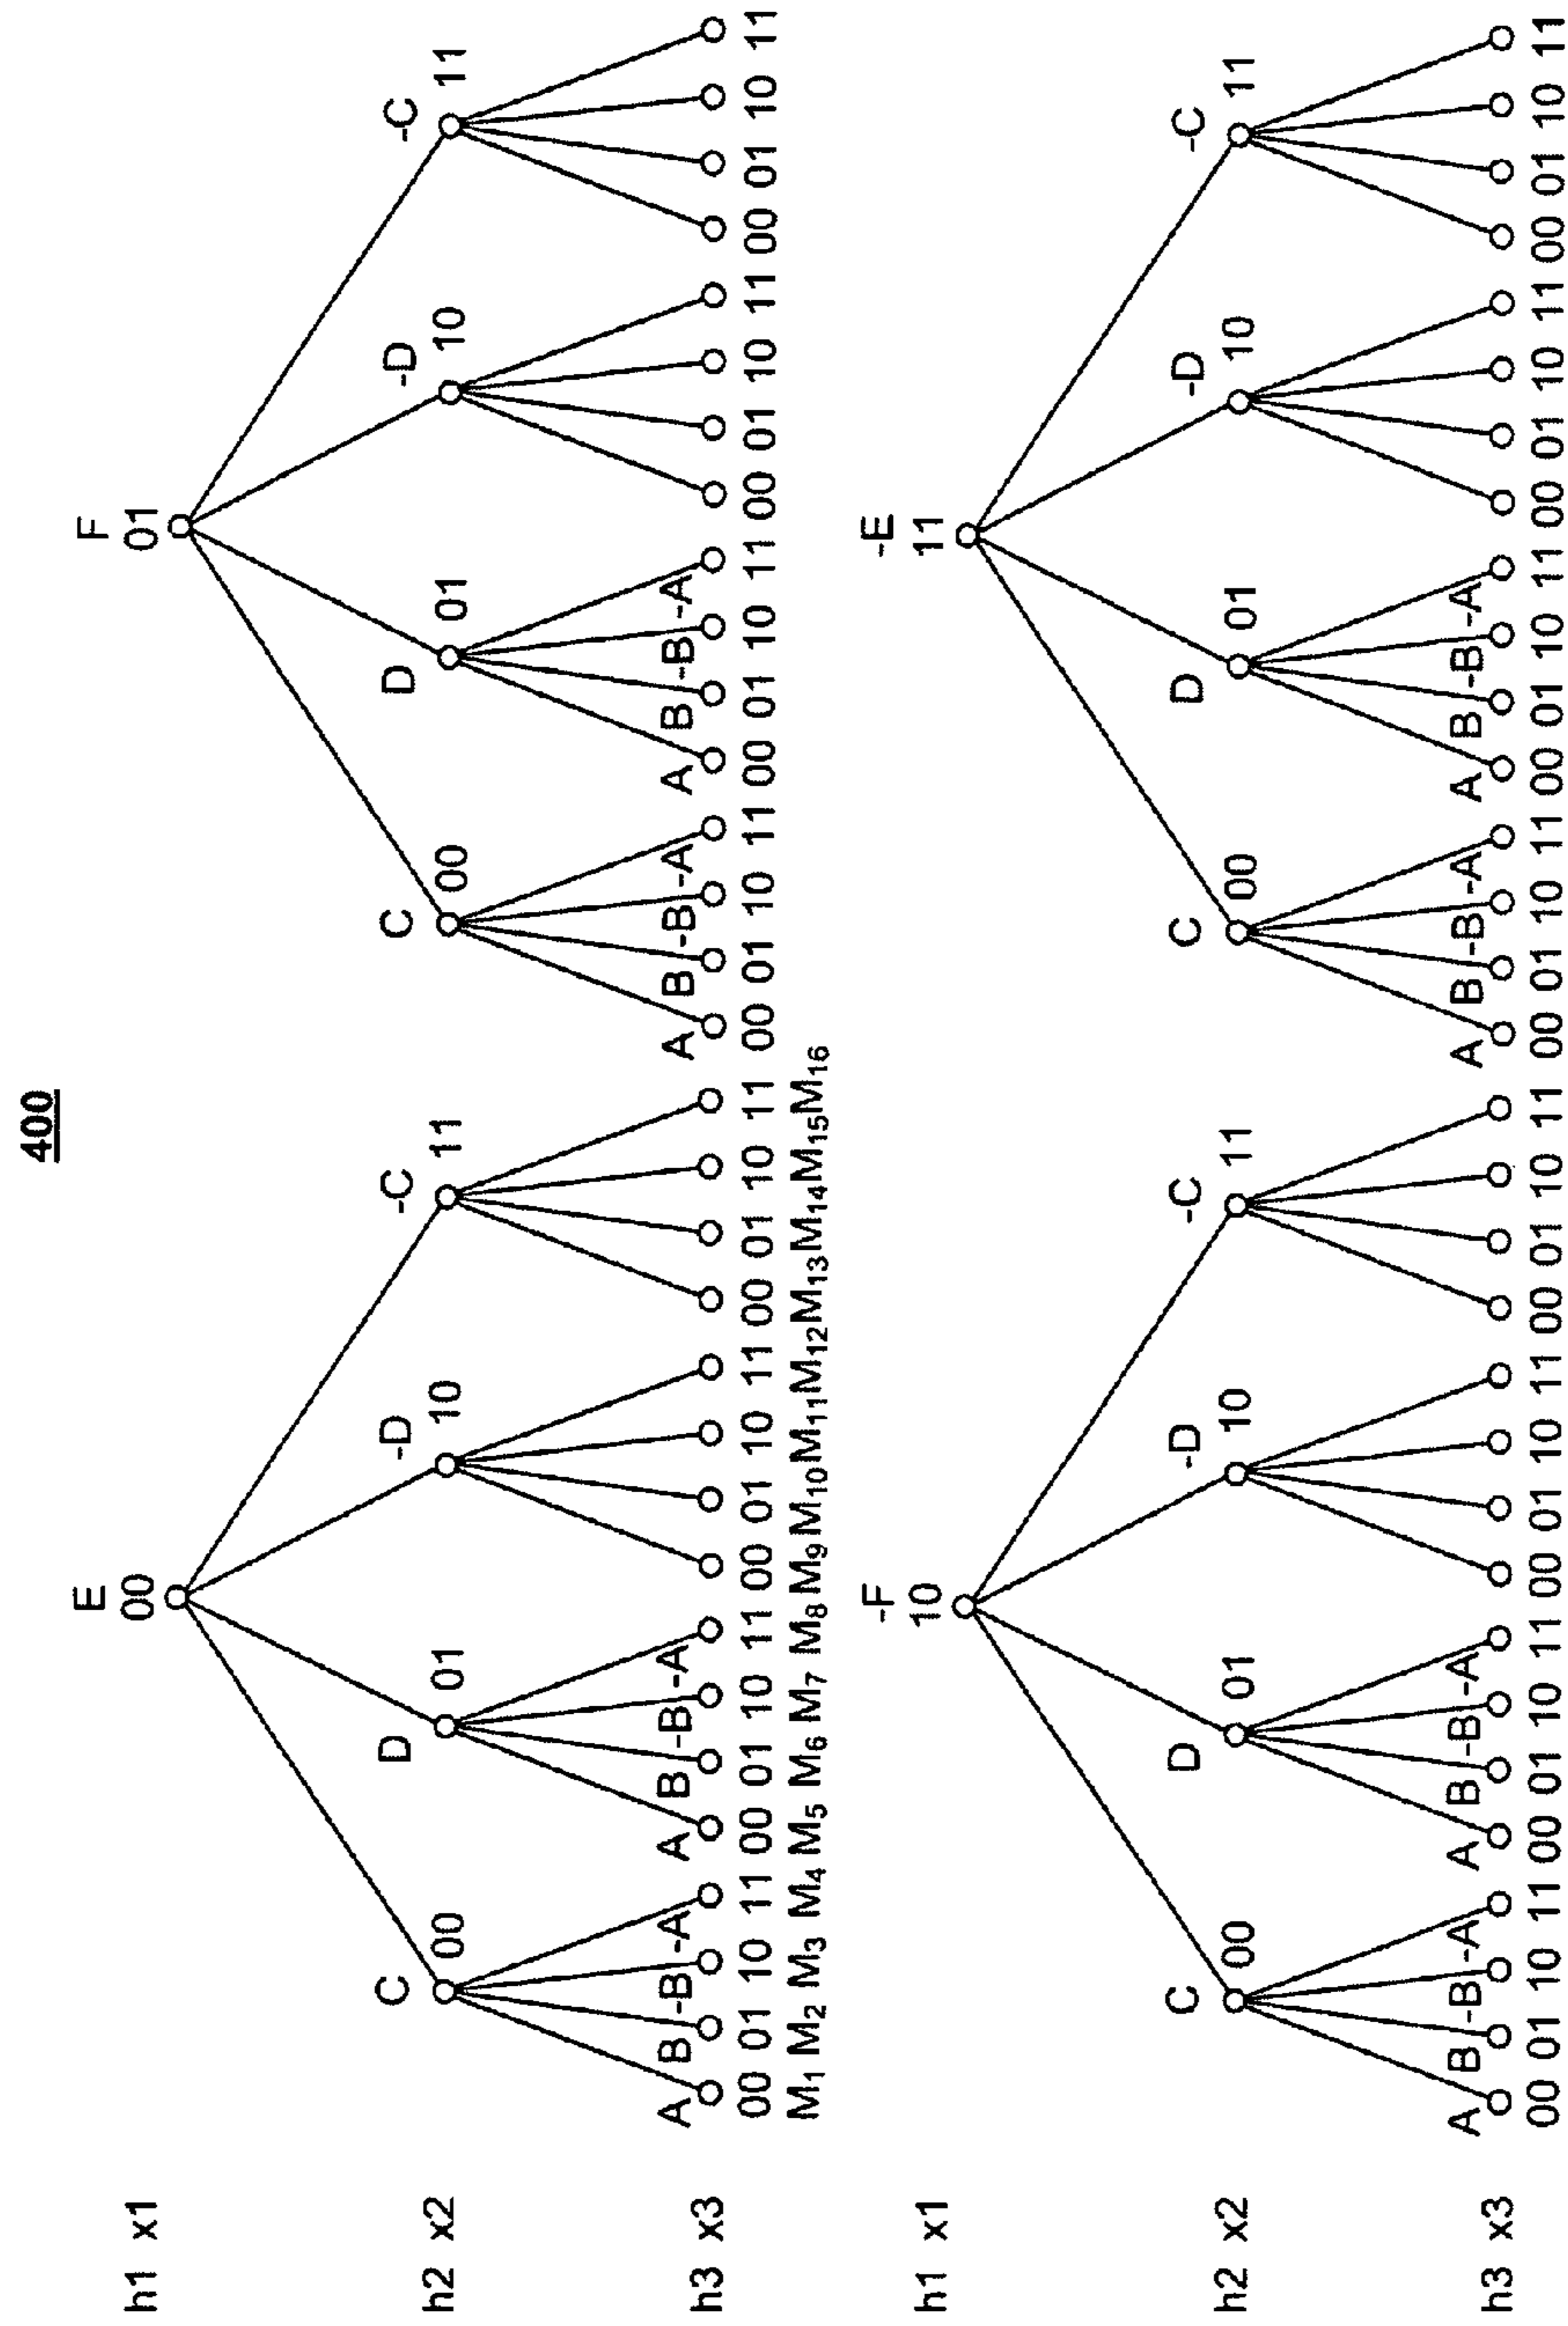 400
E F
h1 x1 00 01
C D -D -C C D -D -C
h2 x2 00 01 10 11 00 01 10 11
A B -B -A A B -B -A A B -B -A A B -B -A
h3 x3 00 01 10 11 00 01 10 11 00 01 10 11 00 01 10 11 00 01 10 11 00 01 10 11 00 01 10 11 00 01 10 11
M1 M2 M3 M4 M5 M6 M7 M8 M9 M10 M11 M12 M13 M14 M15 M16
-F -E
h1 x1 10 11
C D -D -C C D -D -C
h2 x2 00 01 10 11 00 01 10 11
A B -B -A A B -B -A A B -B -A A B -B -A
h3 x3 00 01 10 11 00 01 10 11 00 01 10 11 00 01 10 11 00 01 10 11 00 01 10 11 00 01 10 11 00 01 10 11